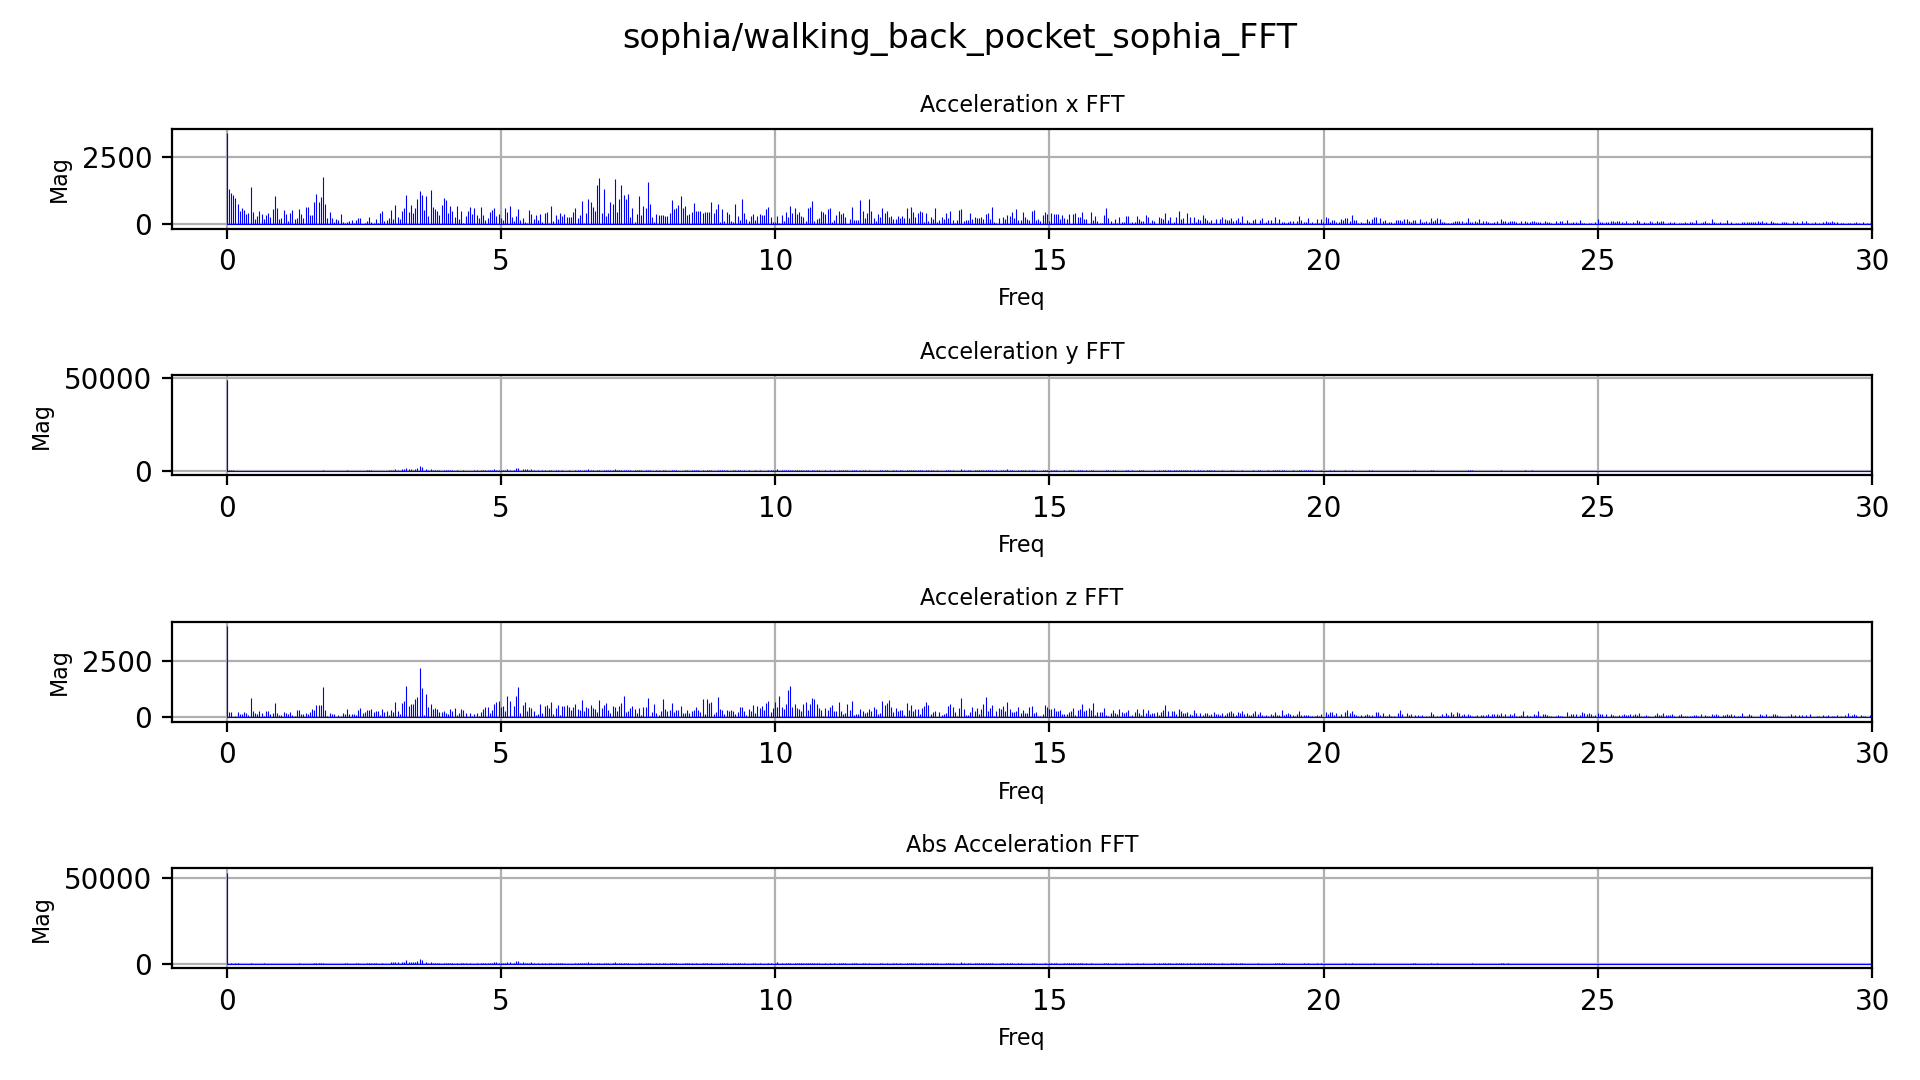 sophia/walking_back_pocket_sophia_FFT
Acceleration x FFT
Mag
2500
0
0 5 10 15 20 25 30
Freq
Acceleration y FFT
Mag
50000
0
0 5 10 15 20 25 30
Freq
Acceleration z FFT
Mag
2500
0
0 5 10 15 20 25 30
Freq
Abs Acceleration FFT
Mag
50000
0
0 5 10 15 20 25 30
Freq